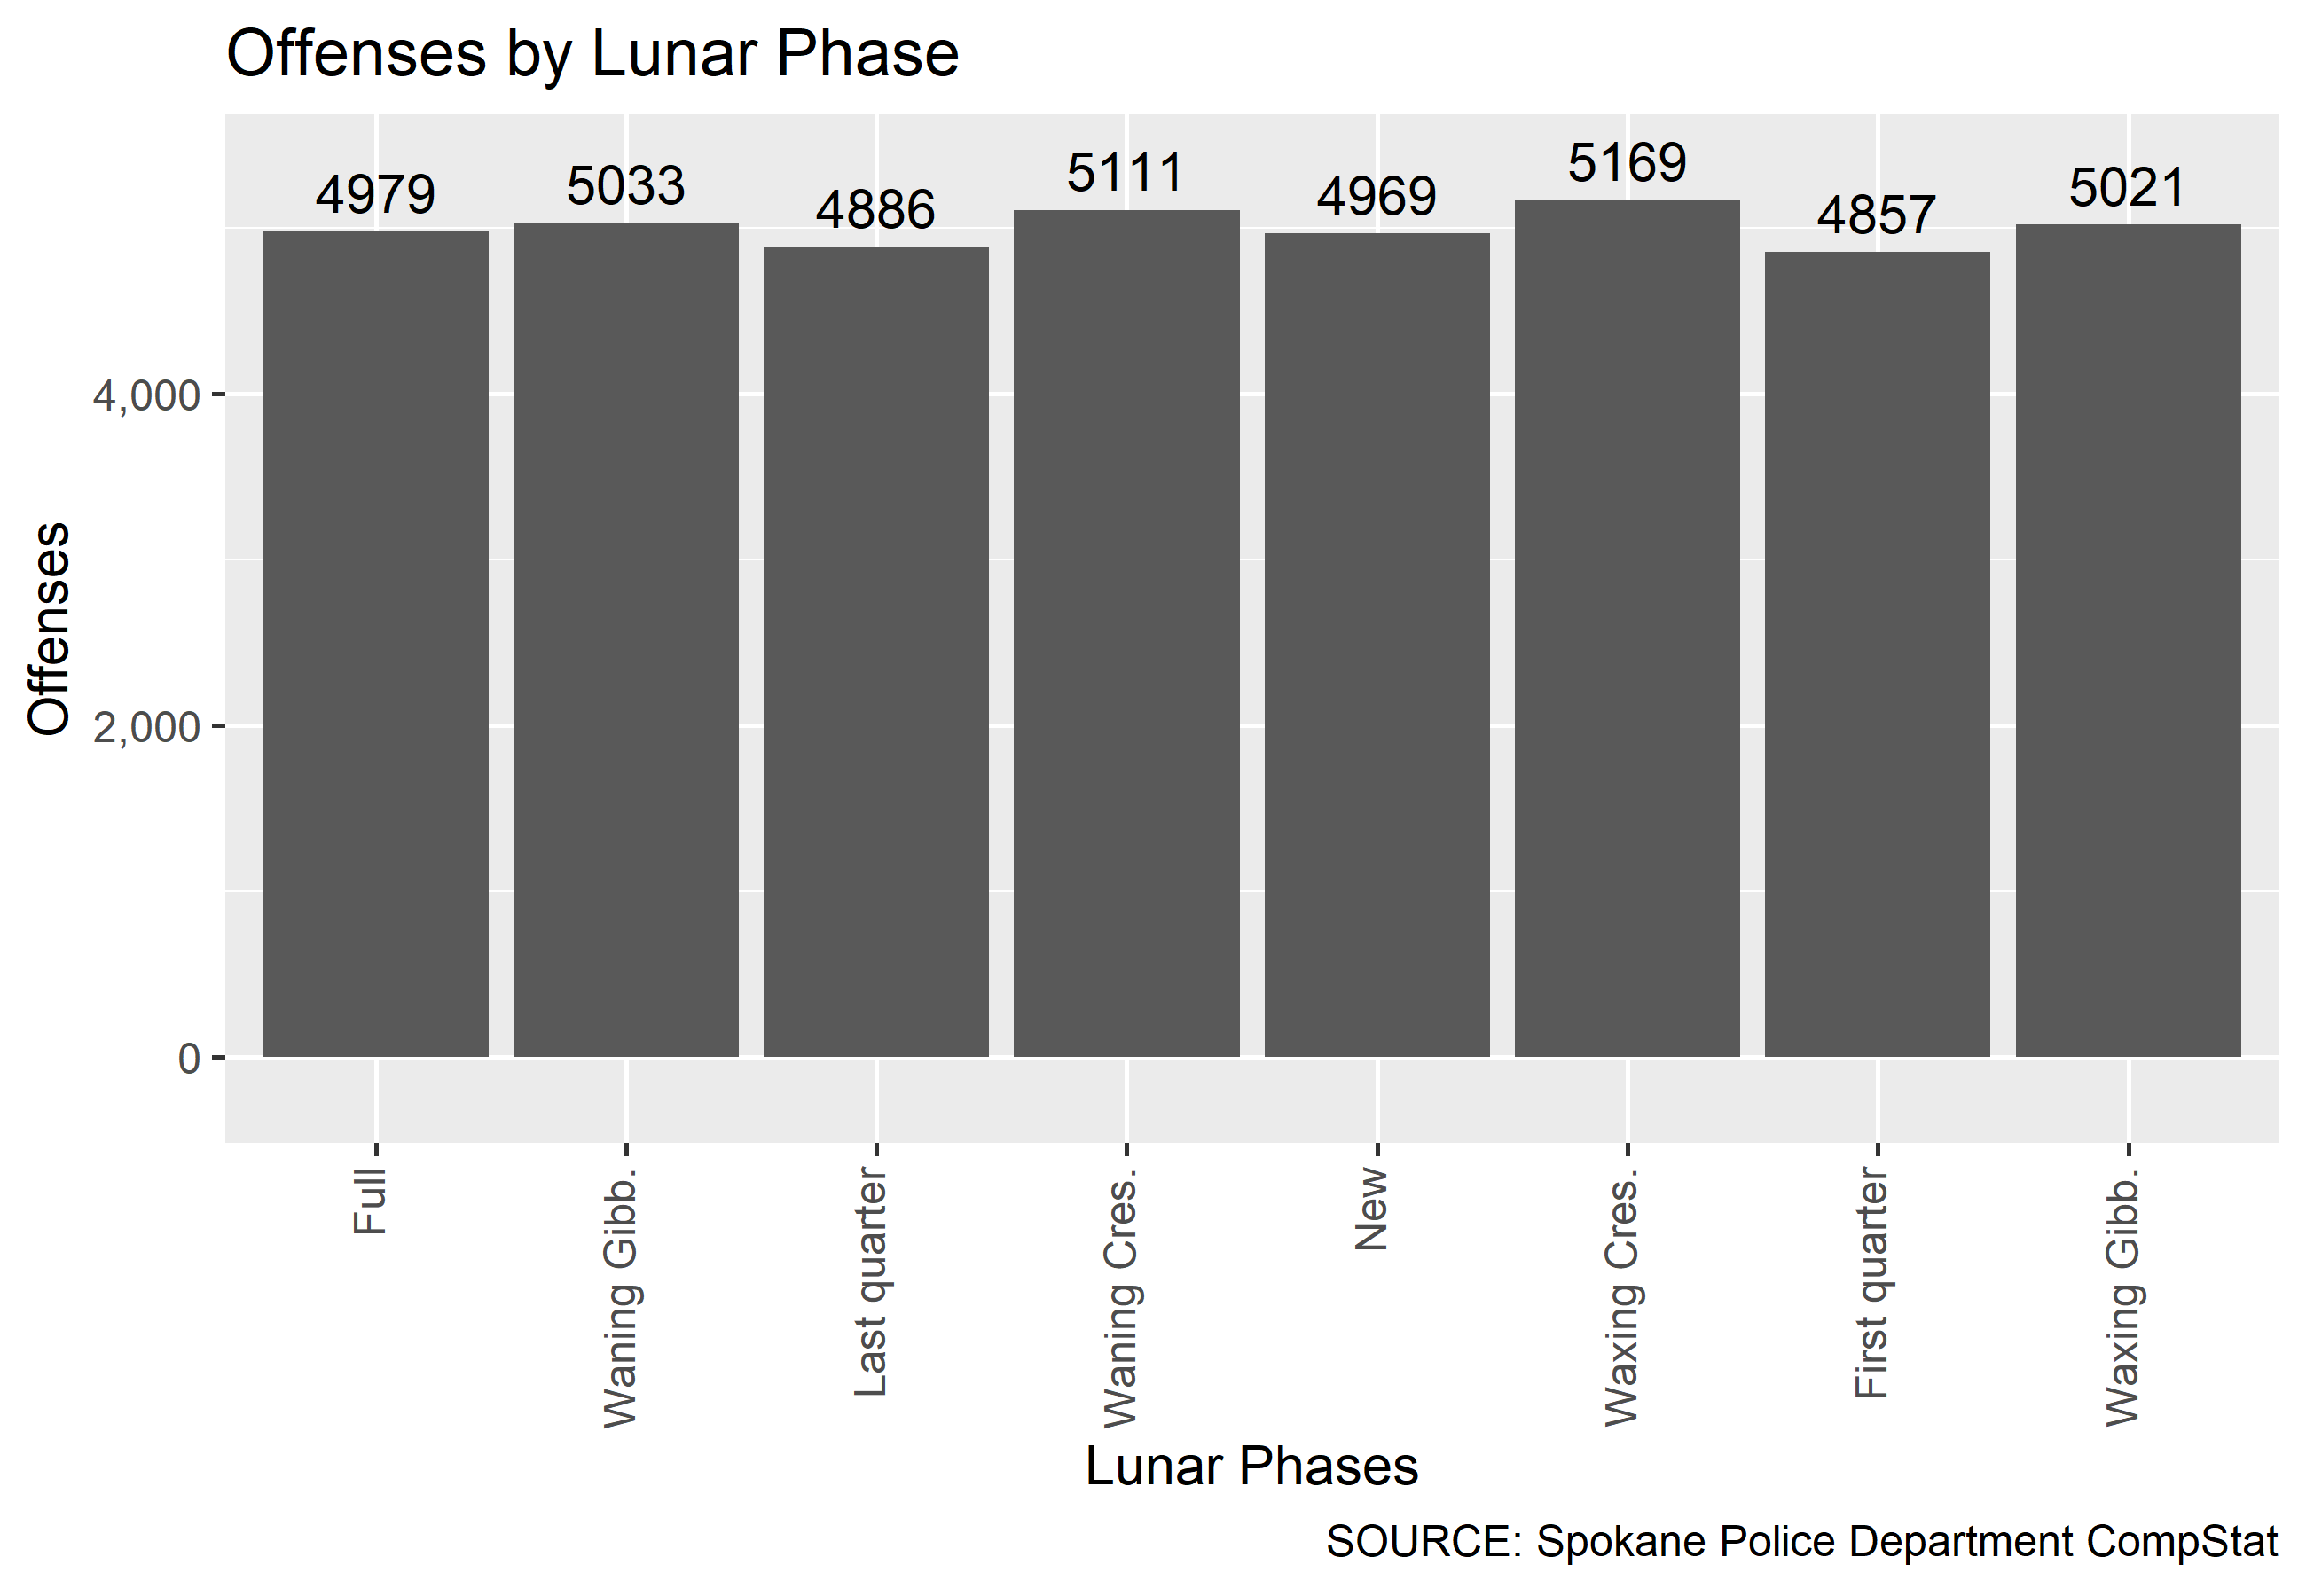 Offenses by Lunar Phase
4979
5033
4886
5111
4969
5169
4857
5021
Offenses
4,000
2,000
0
Full
Waning Gibb.
Last quarter
Waning Cres.
New
Waxing Cres.
First quarter
Waxing Gibb.
Lunar Phases
SOURCE: Spokane Police Department CompStat